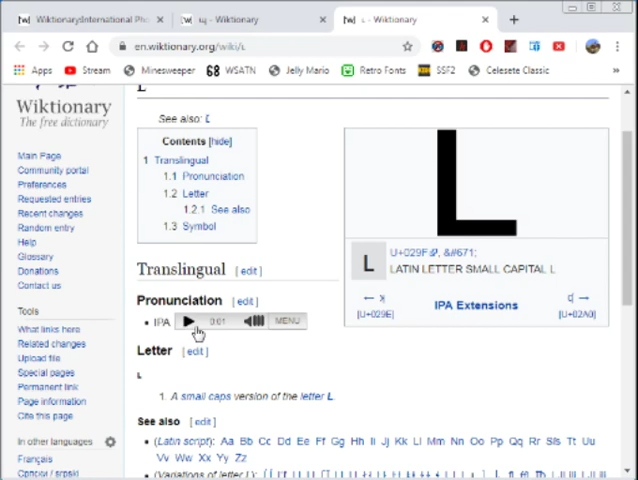 WiktionarysInternational Pho
щ - Wiktionary
ʟ - Wiktionary
en.wiktionary.org/wiki/ʟ
Apps
Stream
Minesweeper
68 WSATN
Jelly Mario
Retro Fonts
SSF2
Celesete Classic
Wiktionary
The free dictionary
Main Page
Community portal
Preferences
Requested entries
Recent changes
Random entry
Help
Glossary
Donations
Contact us
Tools
What links here
Related changes
Upload file
Special pages
Permanent link
Page information
Cite this page
In other languages
Français
Српски / srpski
ʟ
See also: L
Contents [hide]
1 Translingual
1.1 Pronunciation
1.2 Letter
1.2.1 See also
1.3 Symbol
L
L
U+029F, &#671;
LATIN LETTER SMALL CAPITAL L
← ʞ
[U+029E]
IPA Extensions
ʠ →
[U+02A0]
Translingual [ edit ]
Pronunciation [ edit ]
IPA
0:01
MENU
Letter [ edit ]
ʟ
1. A small caps version of the letter L.
See also [ edit ]
(Latin script): Aa Bb Cc Dd Ee Ff Gg Hh Ii Jj Kk Ll Mm Nn Oo Pp Qq Rr Sſs Tt Uu
Vv Ww Xx Yy Zz
(Variations of letter L):